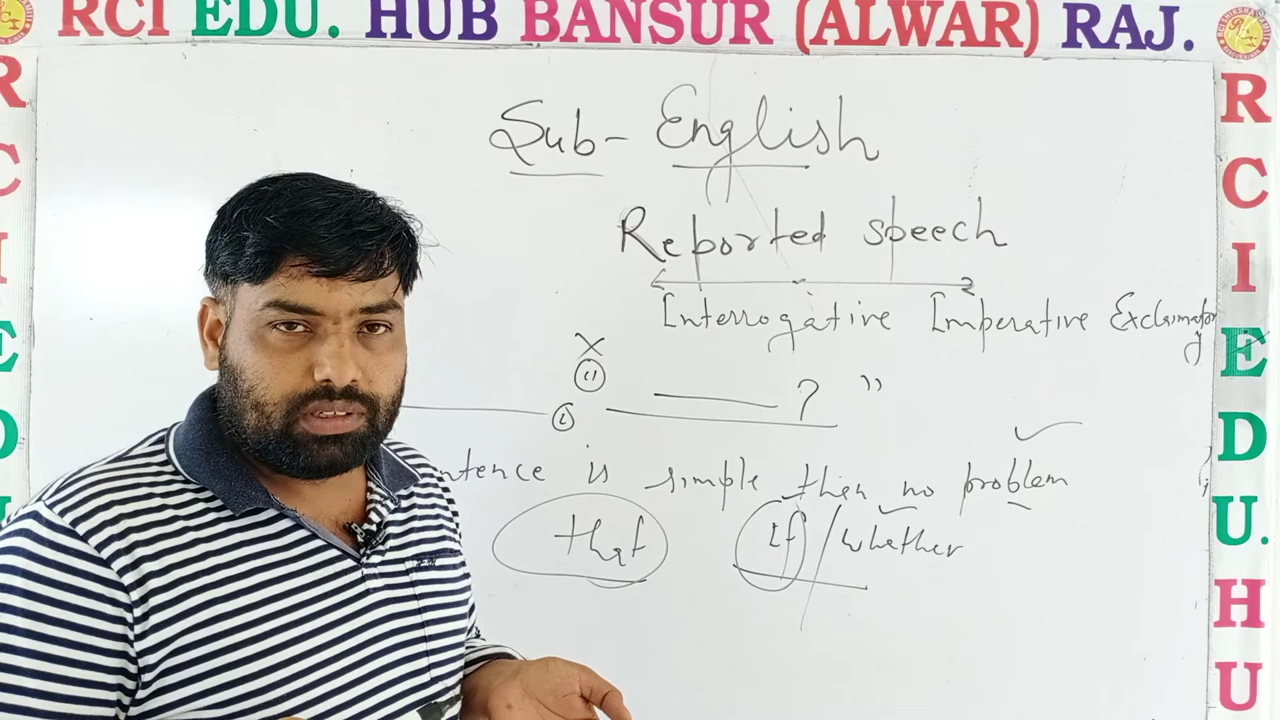 RCI EDU. HUB BANSUR (ALWAR) RAJ.
Sub- English
Reported speech
Interrogative Imperative Exclamatory
?  "
ntence is simple then no problem
that if / whether
R
C
I
E
D
U.
H
U
R
C
I
E
D